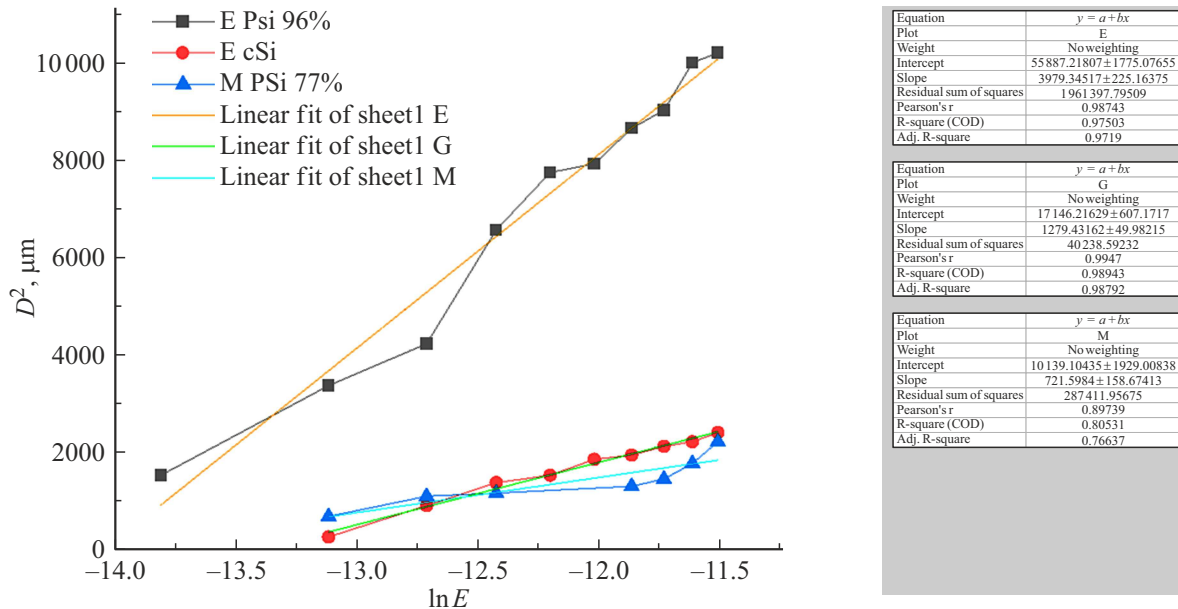 E Psi 96%
E cSi
M PSi 77%
Linear fit of sheet1 E
Linear fit of sheet1 G
Linear fit of sheet1 M
10 000
8000
6000
4000
2000
0
D², μm
–14.0 –13.5 –13.0 –12.5 –12.0 –11.5
ln E
Equation y = a + bx
Plot E
Weight No weighting
Intercept 55 887.21807 ± 1775.07655
Slope 3979.34517 ± 225.16375
Residual sum of squares 1 961 397.79509
Pearson's r 0.98743
R-square (COD) 0.97503
Adj. R-square 0.9719
Equation y = a + bx
Plot G
Weight No weighting
Intercept 17 146.21629 ± 607.1717
Slope 1279.43162 ± 49.98215
Residual sum of squares 40 238.59232
Pearson's r 0.9947
R-square (COD) 0.98943
Adj. R-square 0.98792
Equation y = a + bx
Plot M
Weight No weighting
Intercept 10 139.10435 ± 1929.00838
Slope 721.5984 ± 158.67413
Residual sum of squares 287 411.95675
Pearson's r 0.89739
R-square (COD) 0.80531
Adj. R-square 0.76637